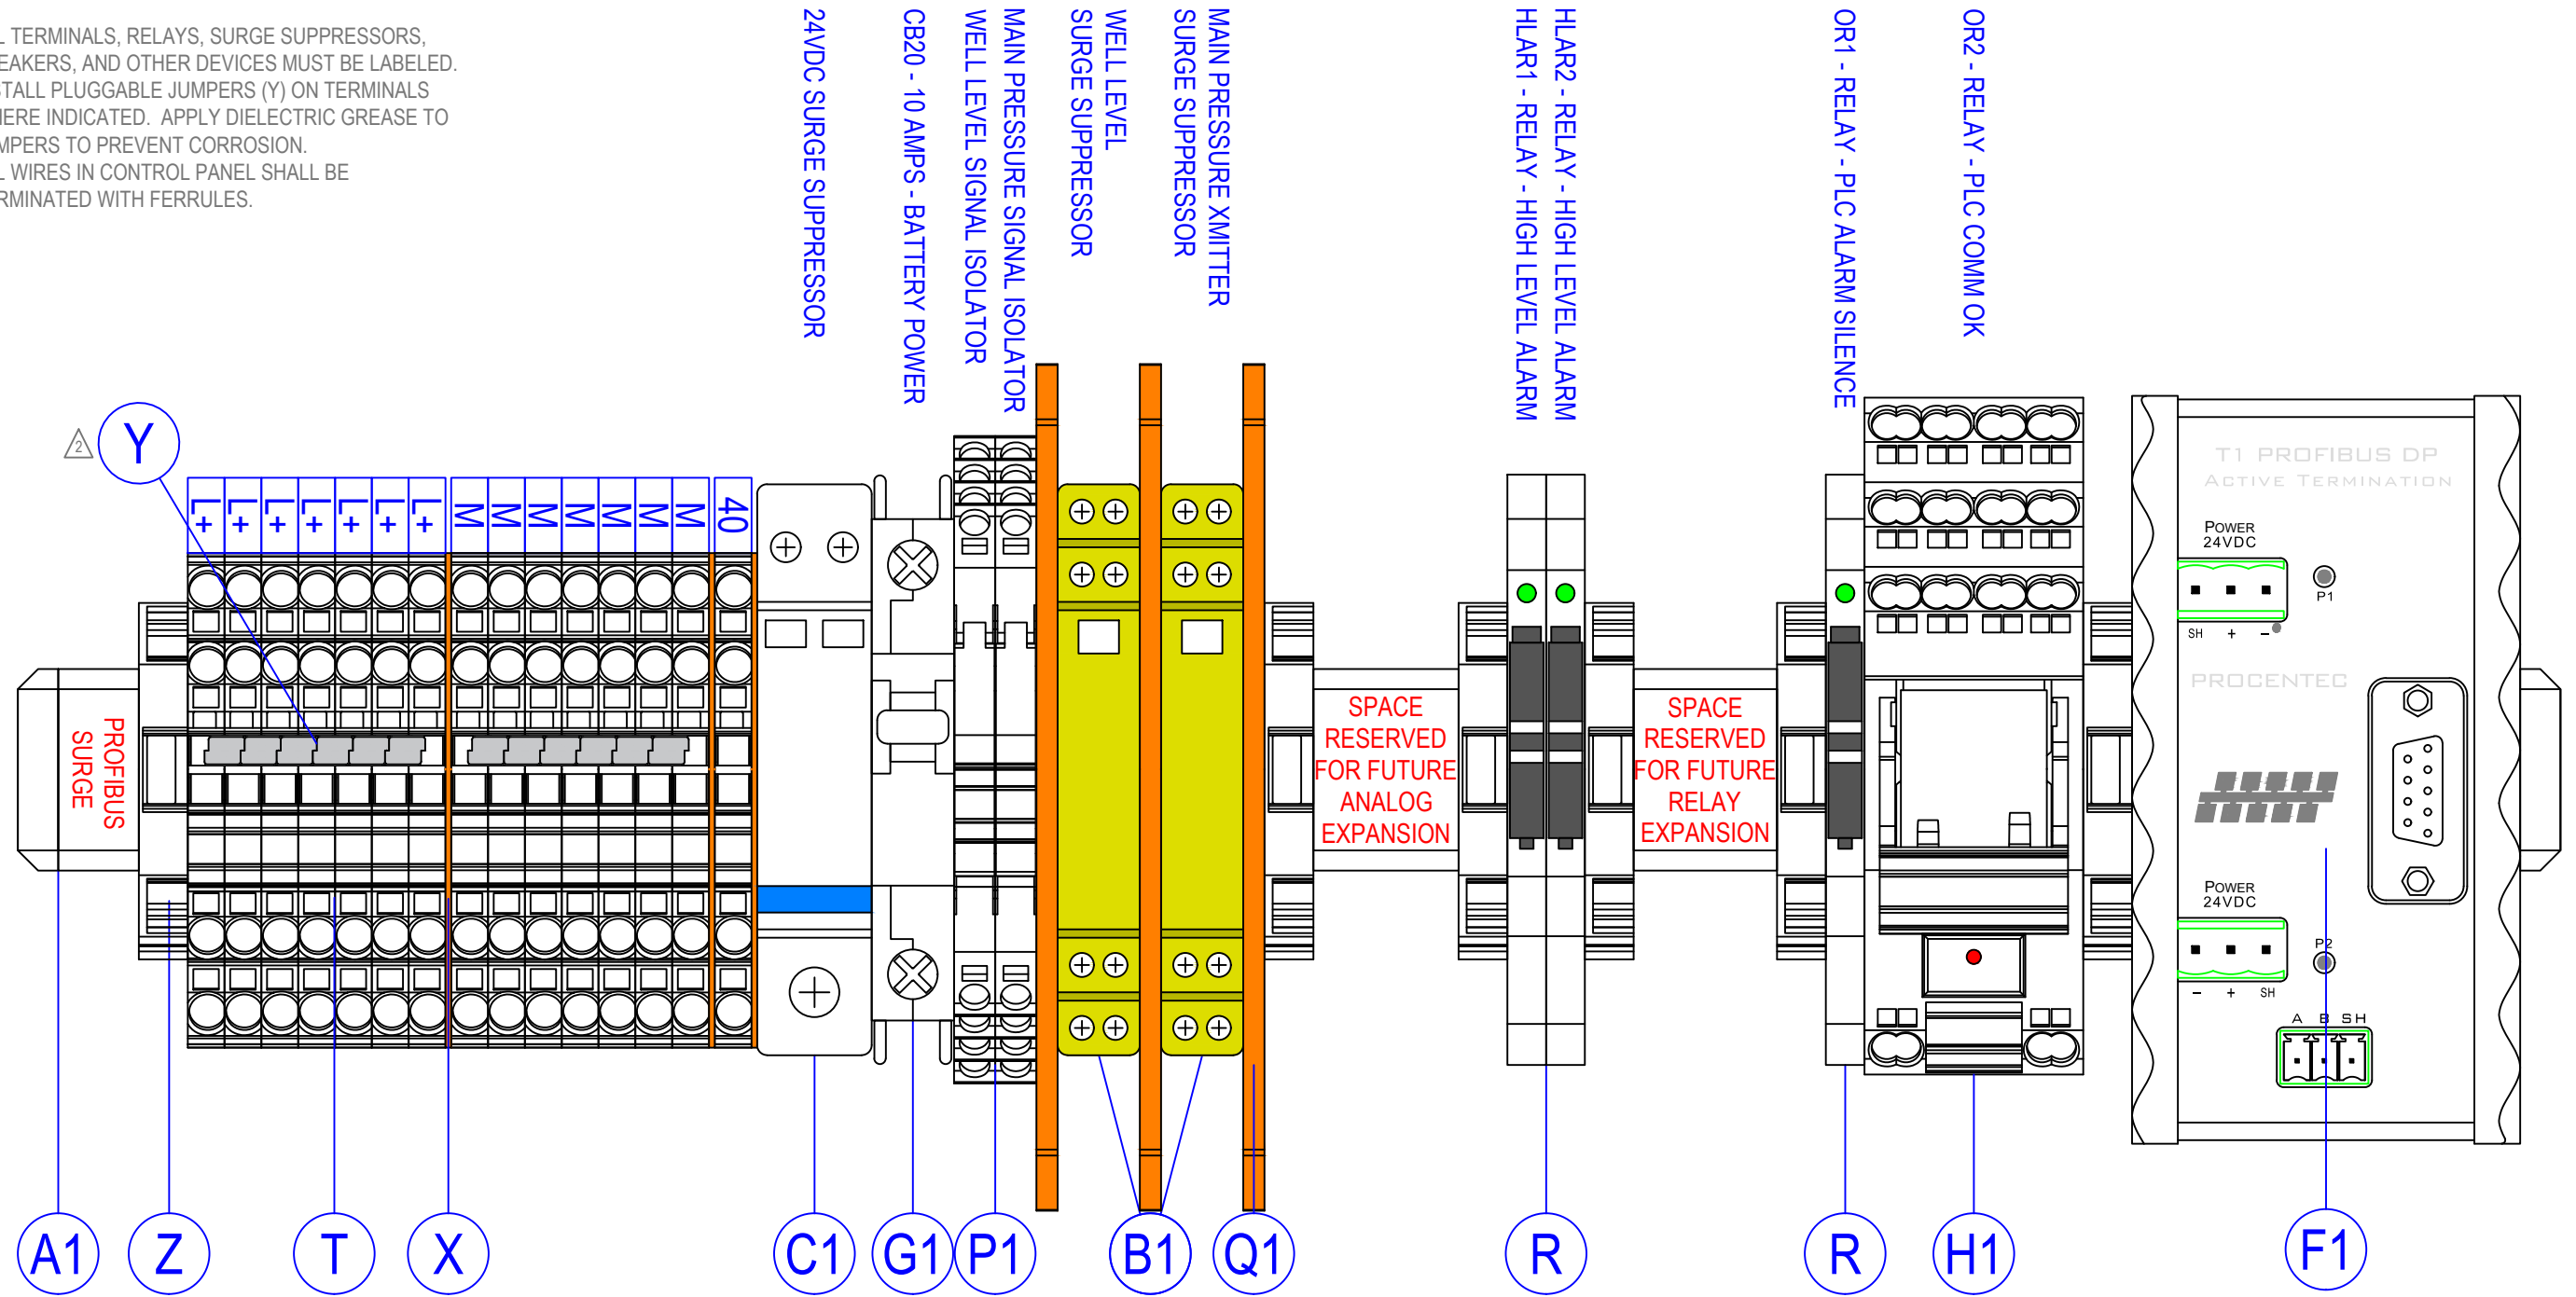 L TERMINALS, RELAYS, SURGE SUPPRESSORS,
EAKERS, AND OTHER DEVICES MUST BE LABELED.
STALL PLUGGABLE JUMPERS (Y) ON TERMINALS
HERE INDICATED. APPLY DIELECTRIC GREASE TO
MPERS TO PREVENT CORROSION.
L WIRES IN CONTROL PANEL SHALL BE
RMINATED WITH FERRULES.
24VDC SURGE SUPPRESSOR
CB20 - 10 AMPS - BATTERY POWER
MAIN PRESSURE SIGNAL ISOLATOR
WELL LEVEL SIGNAL ISOLATOR
WELL LEVEL
SURGE SUPPRESSOR
MAIN PRESSURE XMITTER
SURGE SUPPRESSOR
HLAR2 - RELAY - HIGH LEVEL ALARM
HLAR1 - RELAY - HIGH LEVEL ALARM
OR1 - RELAY - PLC ALARM SILENCE
OR2 - RELAY - PLC COMM OK
2
Y
L+
L+
L+
L+
L+
L+
L+
M
M
M
M
M
M
M
40
PROFIBUS
SURGE
SPACE
RESERVED
FOR FUTURE
ANALOG
EXPANSION
SPACE
RESERVED
FOR FUTURE
RELAY
EXPANSION
T1 PROFIBUS DP
ACTIVE TERMINATION
POWER
24VDC
P1
SH + -
PROCENTEC
POWER
24VDC
P2
- + SH
A B SH
A1
Z
T
X
C1
G1
P1
B1
Q1
R
R
H1
F1